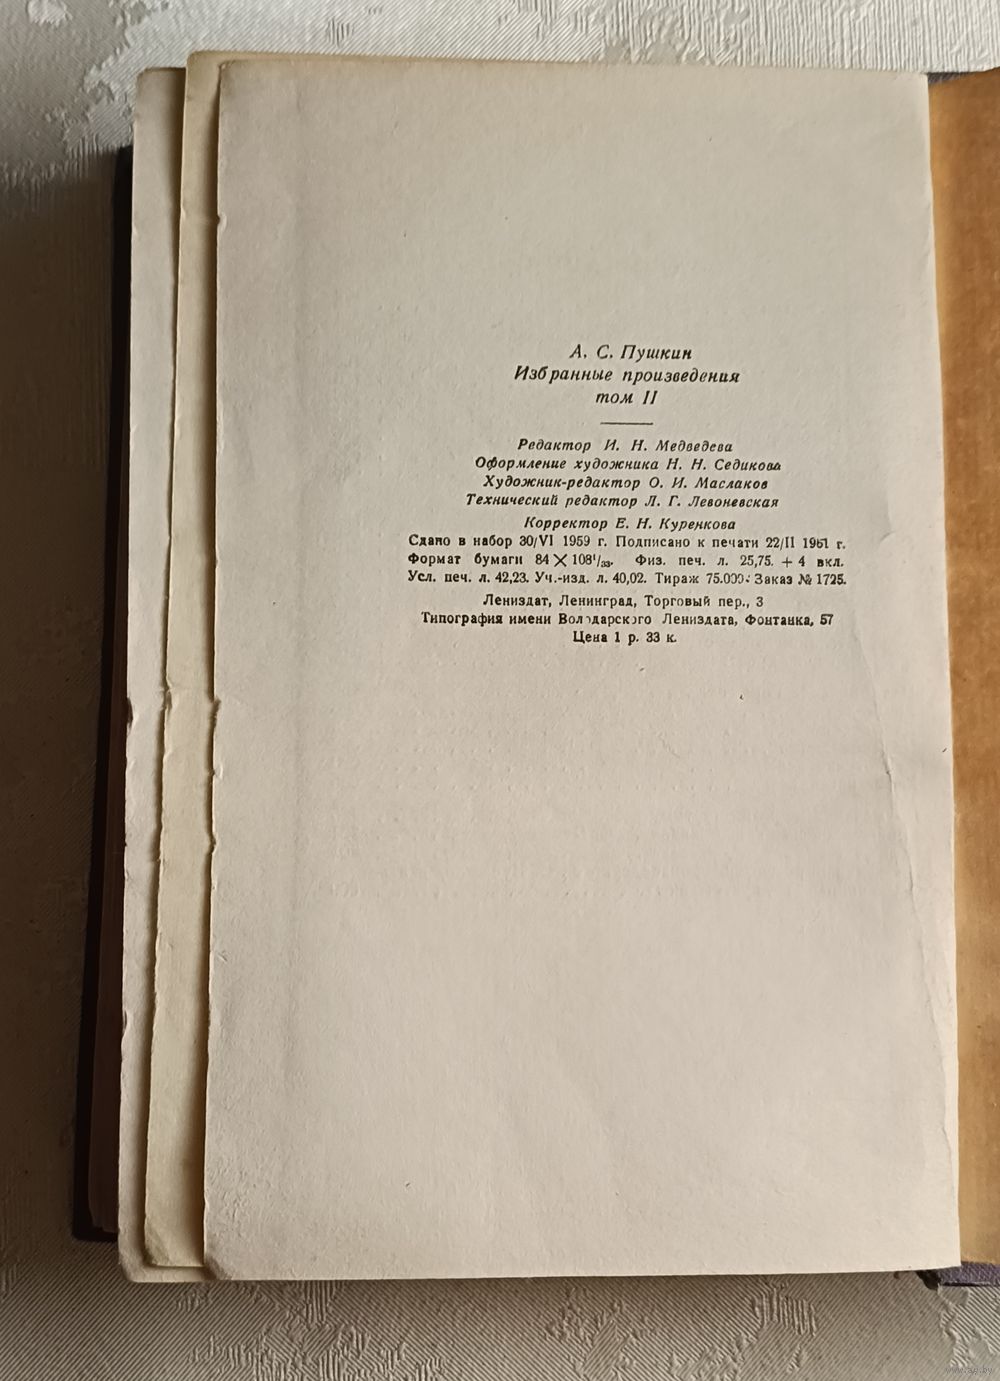 А. С. Пушкин
Избранные произведения
том II
Редактор И. Н. Медведева
Оформление художника Н. Н. Седикова
Художник-редактор О. И. Маслаков
Технический редактор Л. Г. Левоневская
Корректор Е. Н. Куренкова
Сдано в набор 30/VI 1959 г. Подписано к печати 22/II 1961 г.
Формат бумаги 84 × 108¹/₃₃. Физ. печ. л. 25,75. + 4 вкл.
Усл. печ. л. 42,23. Уч.-изд. л. 40,02. Тираж 75.000. Заказ № 1725.
Лениздат, Ленинград, Торговый пер., 3
Типография имени Володарского Лениздата, Фонтанка, 57
Цена 1 р. 33 к.